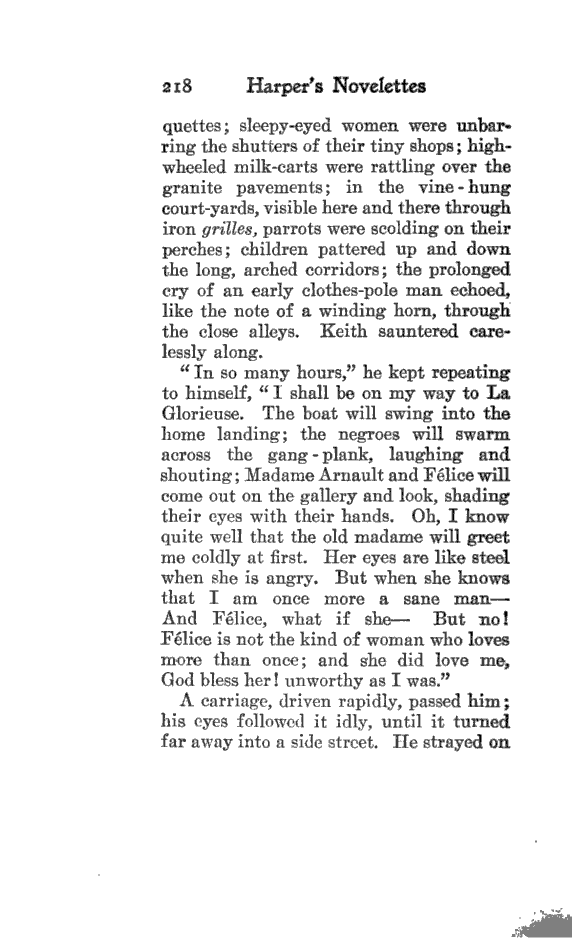 218 Harper's Novelettes
quettes; sleepy-eyed women were unbar-
ring the shutters of their tiny shops; high-
wheeled milk-carts were rattling over the
granite pavements; in the vine-hung
court-yards, visible here and there through
iron grilles, parrots were scolding on their
perches; children pattered up and down
the long, arched corridors; the prolonged
cry of an early clothes-pole man echoed,
like the note of a winding horn, through
the close alleys. Keith sauntered care-
lessly along.
"In so many hours," he kept repeating
to himself, "I shall be on my way to La
Glorieuse. The boat will swing into the
home landing; the negroes will swarm
across the gang-plank, laughing and
shouting; Madame Arnault and Félice will
come out on the gallery and look, shading
their eyes with their hands. Oh, I know
quite well that the old madame will greet
me coldly at first. Her eyes are like steel
when she is angry. But when she knows
that I am once more a sane man—
And Félice, what if she— But no!
Félice is not the kind of woman who loves
more than once; and she did love me,
God bless her! unworthy as I was."
A carriage, driven rapidly, passed him;
his eyes followed it idly, until it turned
far away into a side street. He strayed on